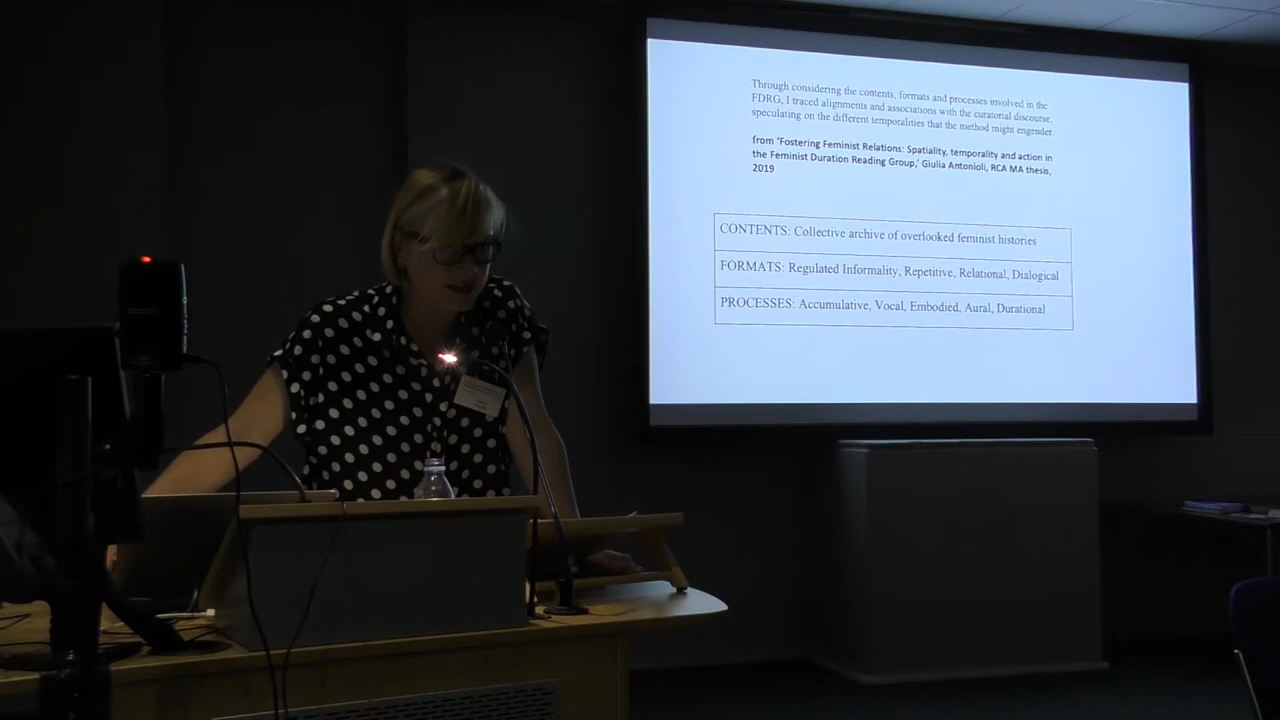 Through considering the contents, formats and processes involved in the
FDRG, I traced alignments and associations with the curatorial discourse,
speculating on the different temporalities that the method might engender
from ‘Fostering Feminist Relations: Spatiality, temporality and action in
the Feminist Duration Reading Group,’ Giulia Antonioli, RCA MA thesis,
2019
CONTENTS: Collective archive of overlooked feminist histories
FORMATS: Regulated Informality, Repetitive, Relational, Dialogical
PROCESSES: Accumulative, Vocal, Embodied, Aural, Durational